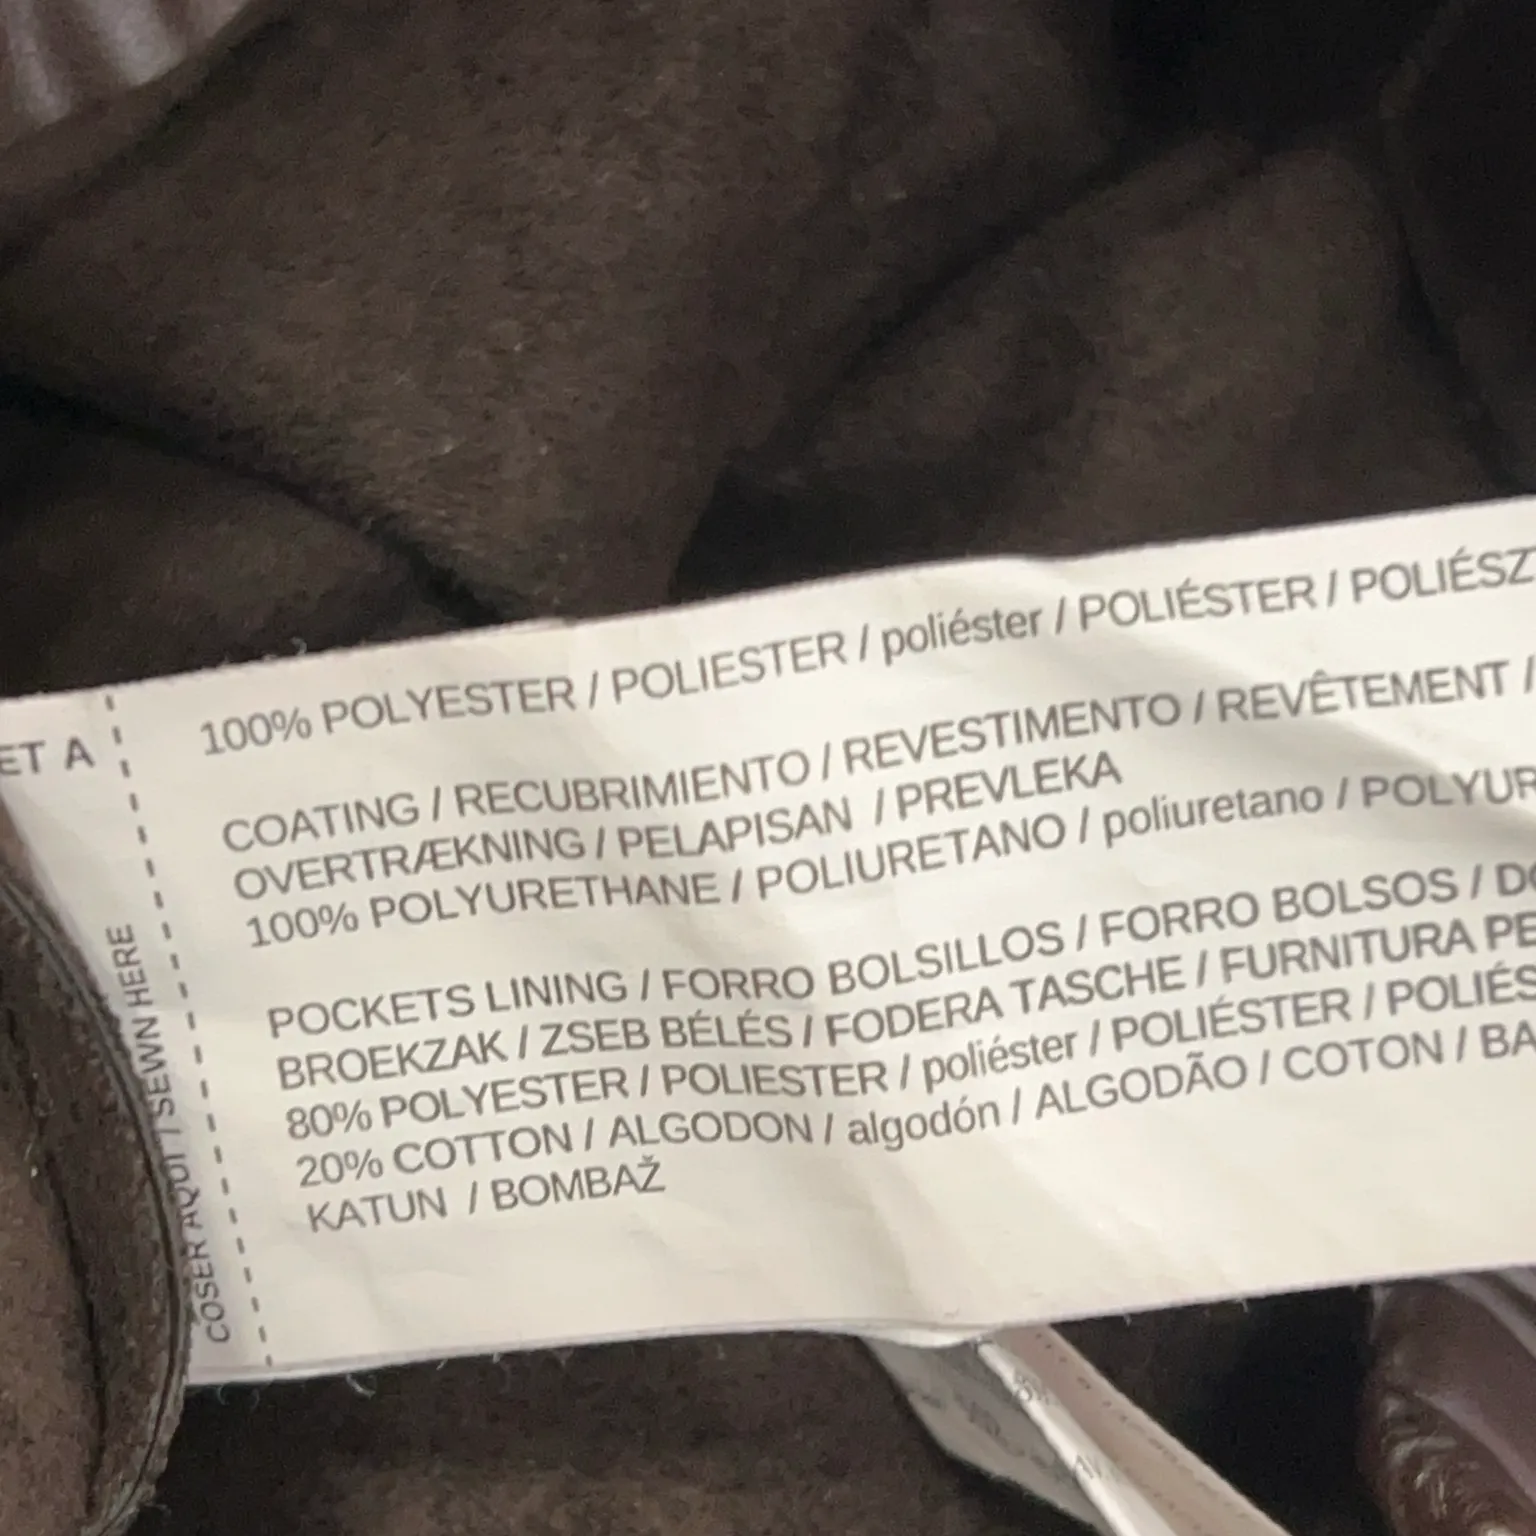 ET A
COSER AQUI / SEWN HERE
100% POLYESTER / POLIESTER / poliéster / POLIÉSTER / POLIÉSZ
COATING / RECUBRIMIENTO / REVESTIMENTO / REVÊTEMENT /
OVERTRÆKNING / PELAPISAN / PREVLEKA
100% POLYURETHANE / POLIURETANO / poliuretano / POLYUR
POCKETS LINING / FORRO BOLSILLOS / FORRO BOLSOS / DO
BROEKZAK / ZSEB BÉLÉS / FODERA TASCHE / FURNITURA PE
80% POLYESTER / POLIESTER / poliéster / POLIÉSTER / POLIÉS
20% COTTON / ALGODON / algodón / ALGODÃO / COTON / BA
KATUN / BOMBAŽ